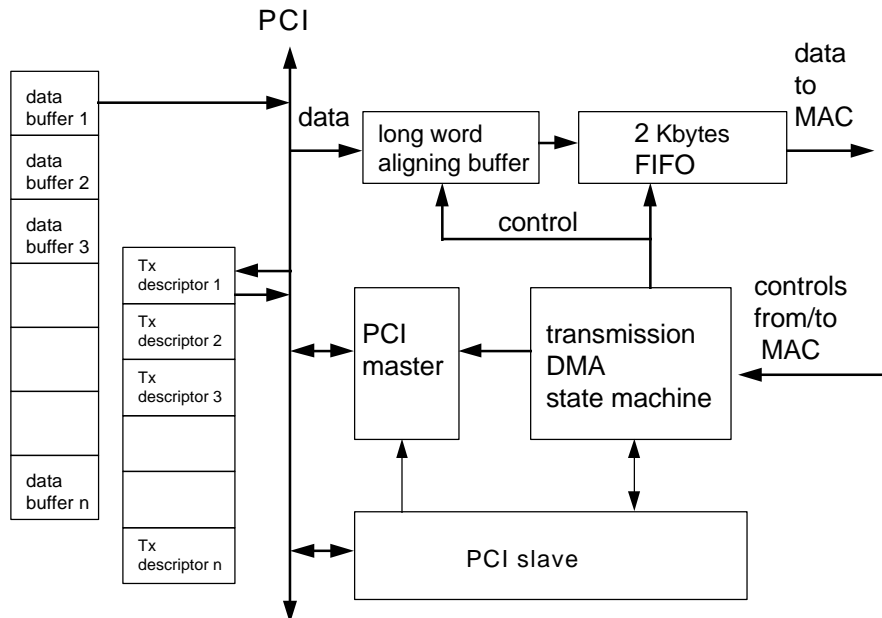 PCI
data
buffer 1
data
buffer 2
data
buffer 3
data
buffer n
Tx
descriptor 1
Tx
descriptor 2
Tx
descriptor 3
Tx
descriptor n
data
long word
aligning buffer
2 Kbytes
FIFO
data
to
MAC
control
PCI
master
transmission
DMA
state machine
controls
from/to
MAC
PCI slave